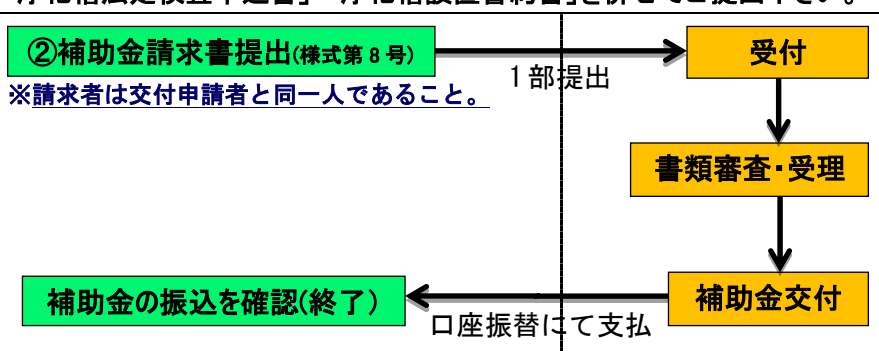 ②補助金請求書提出(様式第8号)
受付
1部提出
※請求者は交付申請者と同一人であること。
書類審査・受理
補助金の振込を確認(終了)
補助金交付
口座振替にて支払